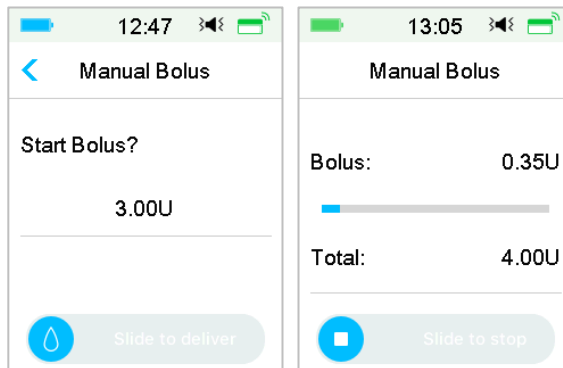 12:47
Manual Bolus
Start Bolus?
3.00U
Slide to deliver
13:05
Manual Bolus
Bolus: 0.35U
Total: 4.00U
Slide to stop